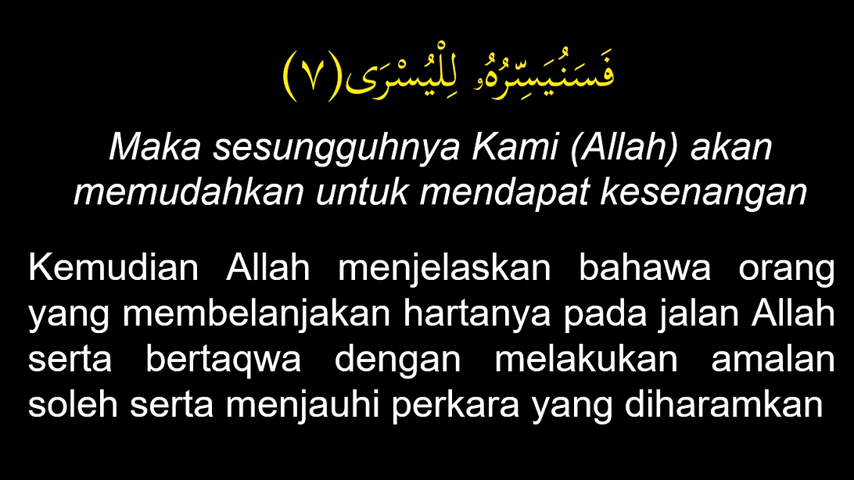 فَسَنُيَسِّرُهُۥ لِلْيُسْرَى(٧)
Maka sesungguhnya Kami (Allah) akan
memudahkan untuk mendapat kesenangan
Kemudian Allah menjelaskan bahawa orang
yang membelanjakan hartanya pada jalan Allah
serta bertaqwa dengan melakukan amalan
soleh serta menjauhi perkara yang diharamkan